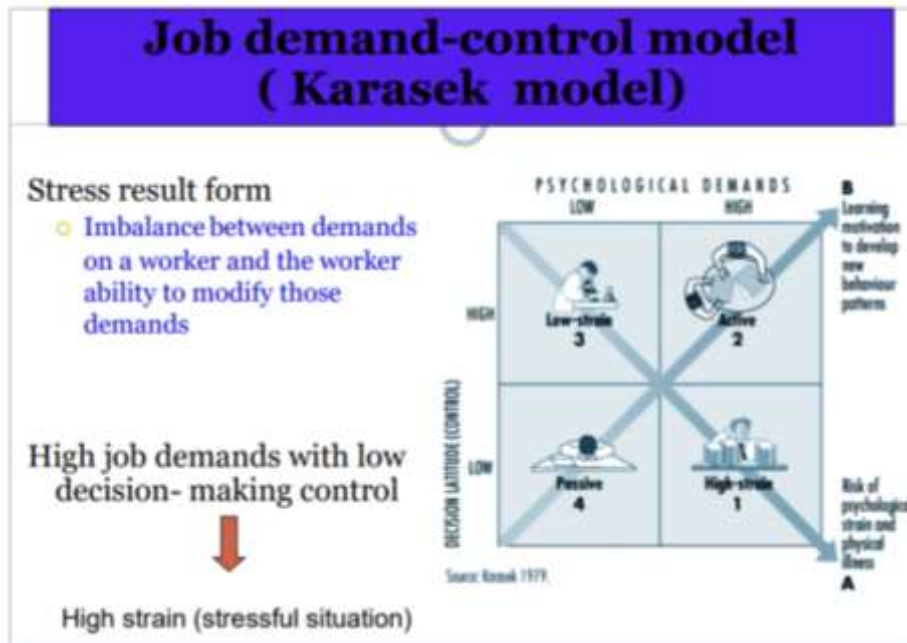 Job demand-control model
( Karasek model)
Stress result form
Imbalance between demands
on a worker and the worker
ability to modify those
demands
High job demands with low
decision- making control
High strain (stressful situation)
PSYCHOLOGICAL DEMANDS
LOW HIGH
B
Learning
motivation
to develop
new
behaviour
patterns
HIGH
Low-strain
3
Active
2
DECISION LATITUDE (CONTROL)
LOW
Passive
4
High-strain
1
Risk of
psychological
strain and
physical
illness
A
Source: Karasek 1979.